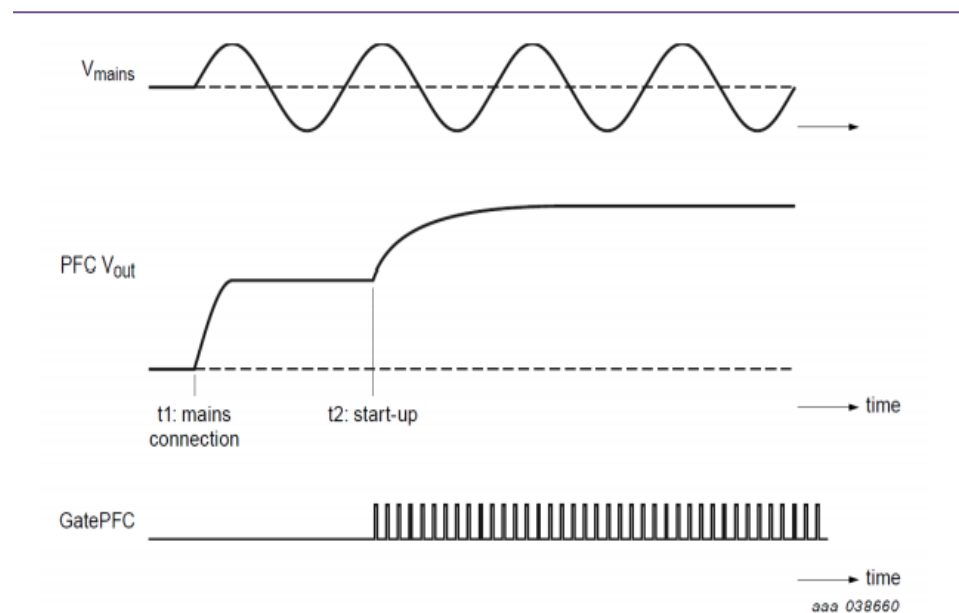 Vmains
PFC Vout
t1: mains
connection
t2: start-up
time
GatePFC
time
aaa 038660